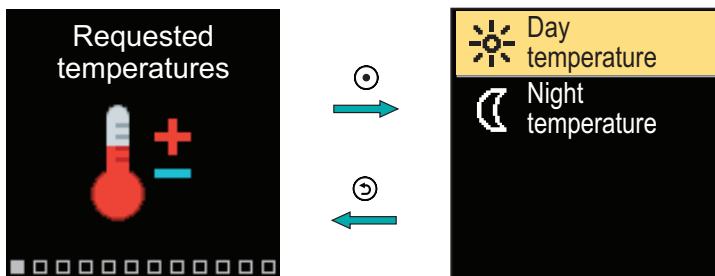 Requested
temperatures
Day
temperature
Night
temperature